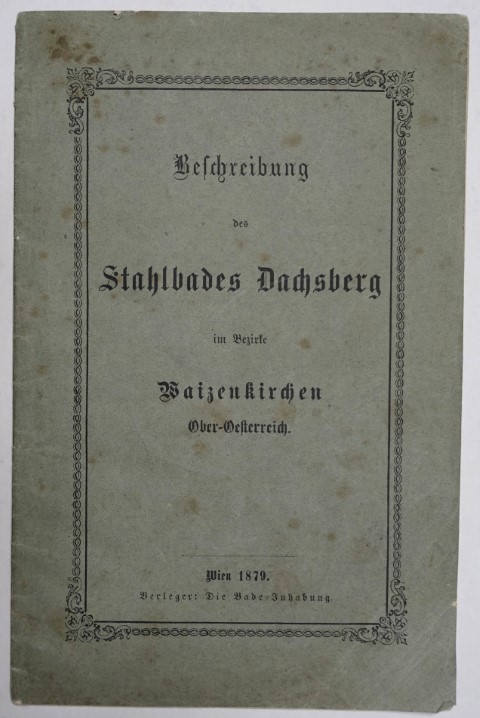 Beschreibung
des
Stahlbades Dachsberg
im Bezirke
Waizenkirchen
Ober-Oesterreich.
Wien 1879.
Verleger: Die Bade-Inhabung.